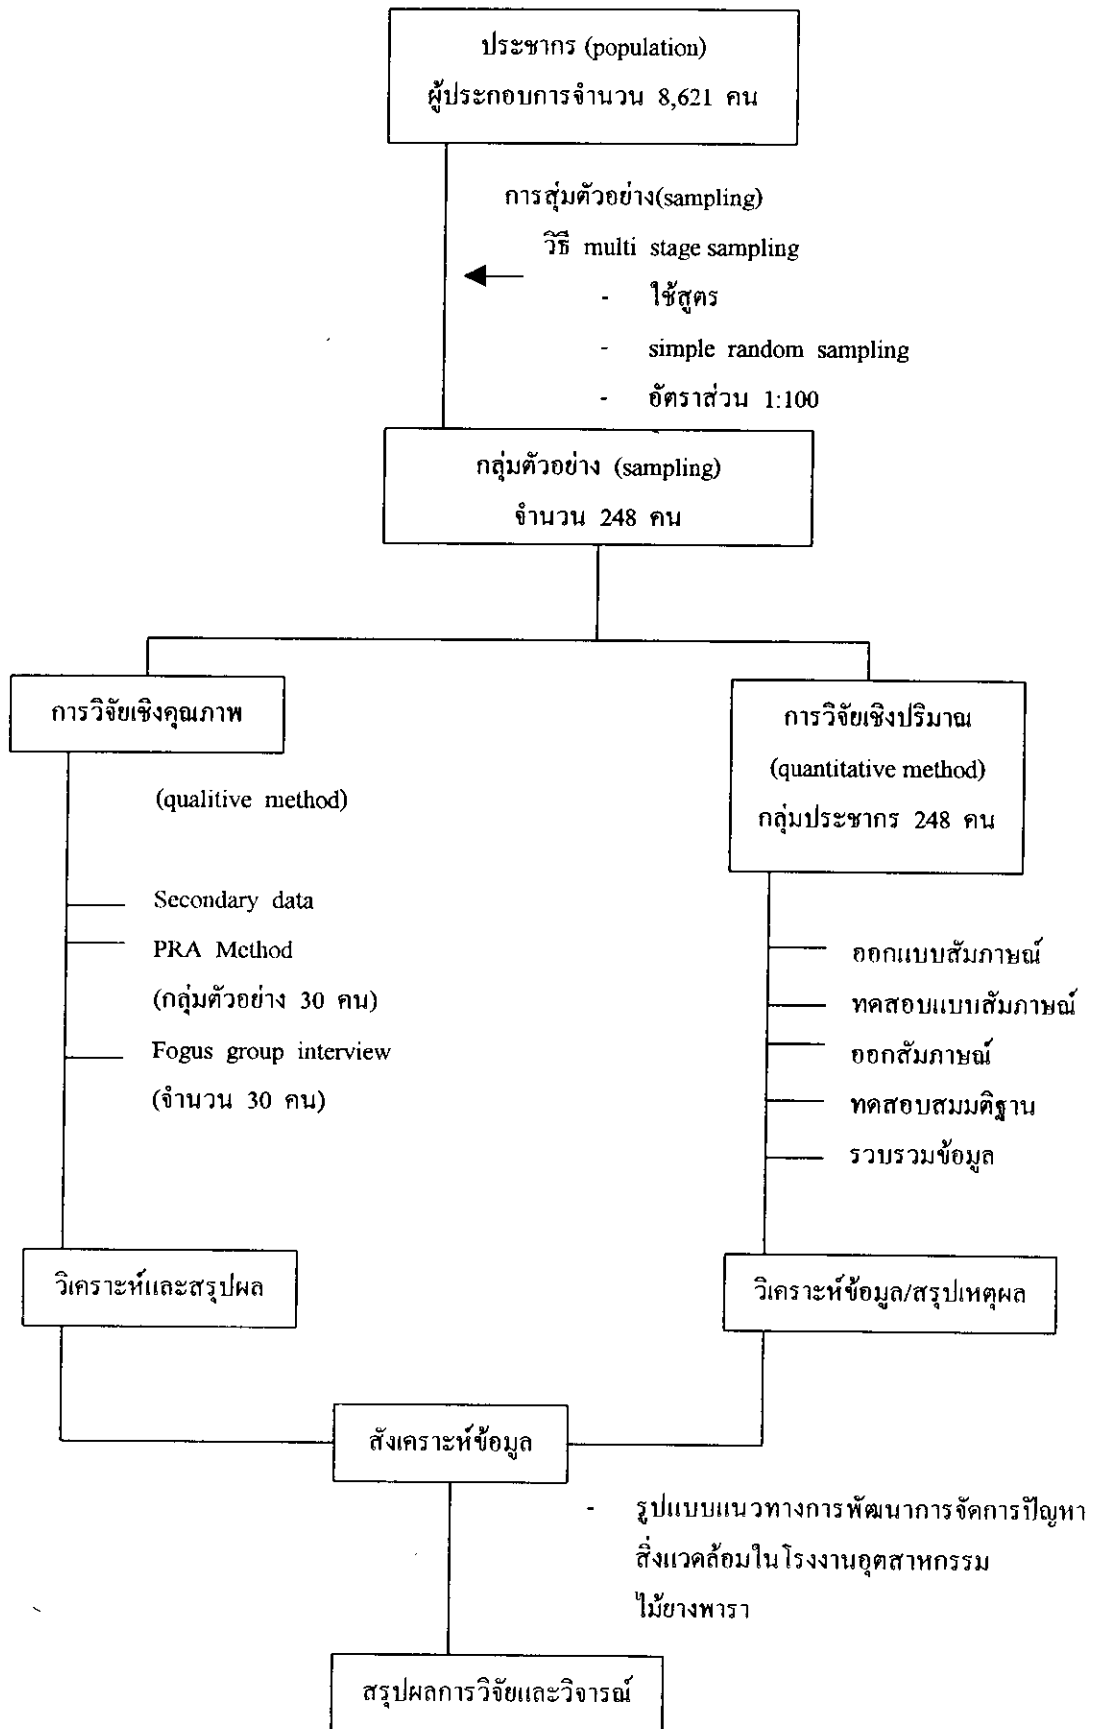 ประชากร (population)
ผู้ประกอบการจำนวน 8,621 คน
การสุ่มตัวอย่าง(sampling)
วิธี multi stage sampling
- ใช้สูตร
- simple random sampling
- อัตราส่วน 1:100
กลุ่มตัวอย่าง (sampling)
จำนวน 248 คน
การวิจัยเชิงคุณภาพ
(qualitive method)
Secondary data
PRA Method
(กลุ่มตัวอย่าง 30 คน)
Fogus group interview
(จำนวน 30 คน)
วิเคราะห์และสรุปผล
การวิจัยเชิงปริมาณ
(quantitative method)
กลุ่มประชากร 248 คน
ออกแบบสัมภาษณ์
ทดสอบแบบสัมภาษณ์
ออกสัมภาษณ์
ทดสอบสมมติฐาน
รวบรวมข้อมูล
วิเคราะห์ข้อมูล/สรุปเหตุผล
สังเคราะห์ข้อมูล
- รูปแบบแนวทางการพัฒนาการจัดการปัญหา
สิ่งแวดล้อมในโรงงานอุตสาหกรรม
ไม้ยางพารา
สรุปผลการวิจัยและวิจารณ์